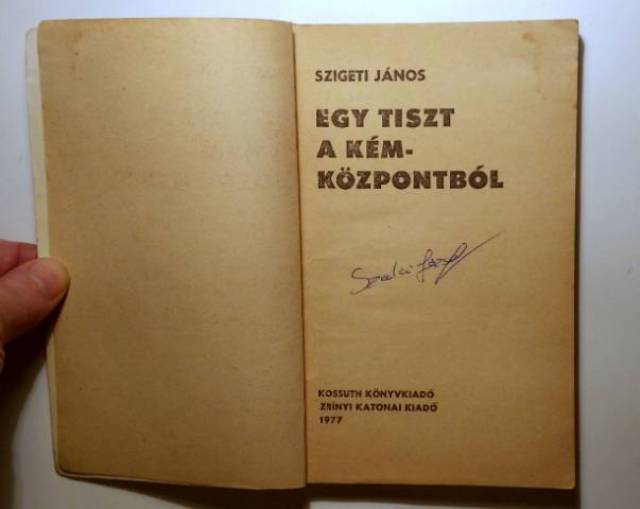 SZIGETI JÁNOS
EGY TISZT
A KÉM-
KÖZPONTBÓL
KOSSUTH KÖNYVKIADÓ
ZRÍNYI KATONAI KIADÓ
1977